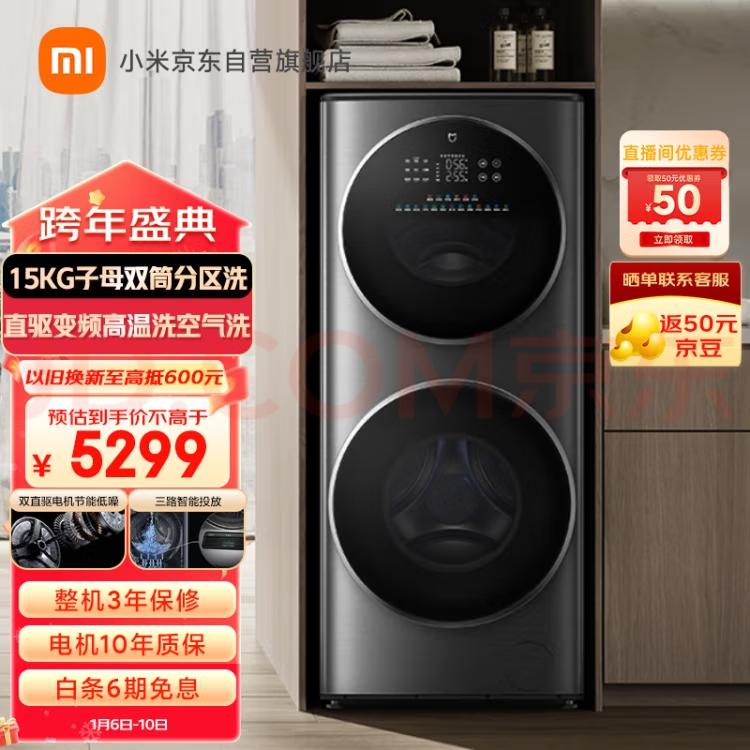 小米京东自营旗舰店
跨年盛典
15KG子母双筒分区洗
直驱变频高温洗空气洗
以旧换新至高抵600元
预估到手价不高于
¥5299
双直驱电机节能低噪
三路智能投放
整机3年保修
电机10年质保
白条6期免息
1月6日-10日
直播间优惠券
领取50元优惠券
¥50
立即领取
晒单联系客服
返50元
京豆
JD.COM京东